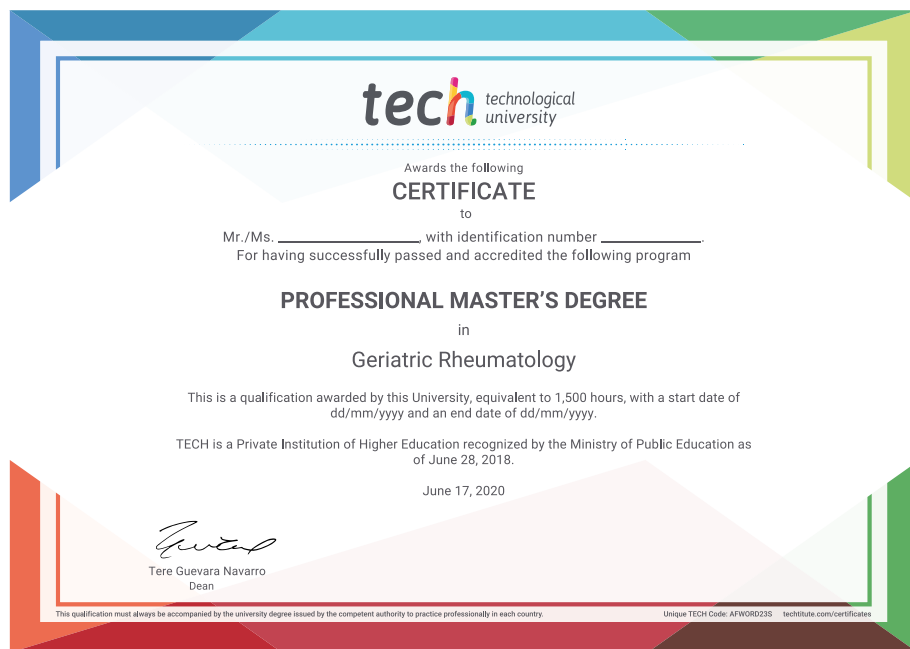 tech technological
university
Awards the following
CERTIFICATE
to
Mr./Ms. ____________, with identification number ____________.
For having successfully passed and accredited the following program
PROFESSIONAL MASTER'S DEGREE
in
Geriatric Rheumatology
This is a qualification awarded by this University, equivalent to 1,500 hours, with a start date of
dd/mm/yyyy and an end date of dd/mm/yyyy.
TECH is a Private Institution of Higher Education recognized by the Ministry of Public Education as
of June 28, 2018.
June 17, 2020
Tere Guevara Navarro
Dean
This qualification must always be accompanied by the university degree issued by the competent authority to practice professionally in each country.
Unique TECH Code: AFWORD23S techtitute.com/certificates